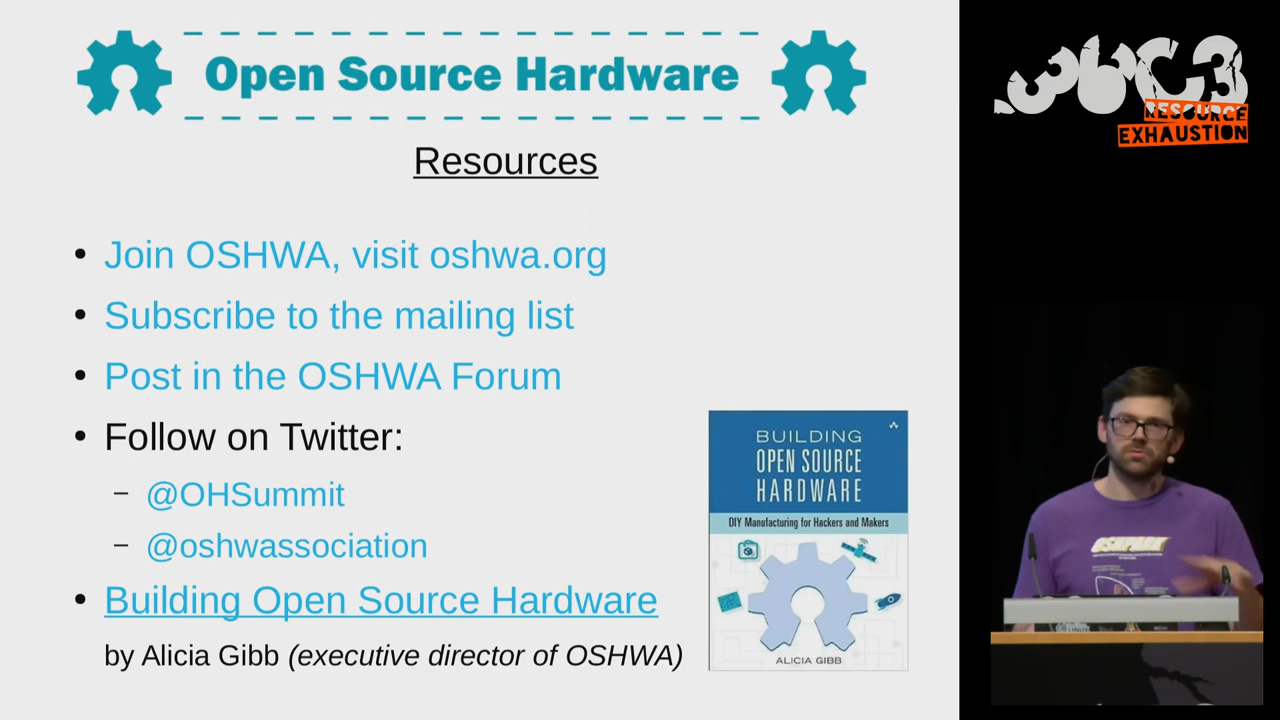 Open Source Hardware
Resources
• Join OSHWA, visit oshwa.org
• Subscribe to the mailing list
• Post in the OSHWA Forum
• Follow on Twitter:
– @OHSummit
– @oshwassociation
• Building Open Source Hardware
by Alicia Gibb (executive director of OSHWA)
BUILDING
OPEN SOURCE
HARDWARE
DIY Manufacturing for Hackers and Makers
ALICIA GIBB
36C3
RESOURCE
EXHAUSTION
OSHPARK